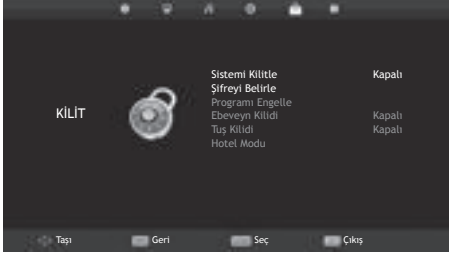 KİLİT
Sistemi Kilitle Kapalı
Şifreyi Belirle
Programı Engelle
Ebeveyn Kilidi Kapalı
Tuş Kilidi Kapalı
Hotel Modu
Taşı Geri Seç Çıkış